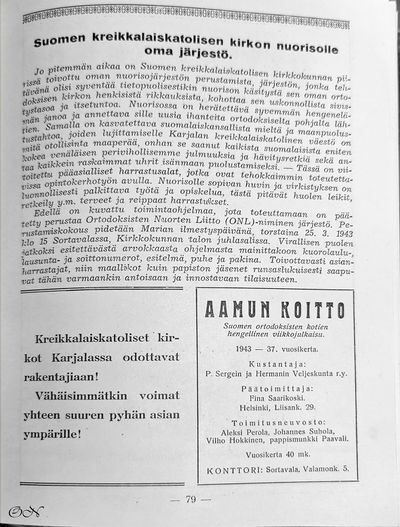 Suomen kreikkalaiskatolisen kirkon nuorisolle
oma järjestö.
Jo pitemmän aikaa on Suomen kreikkalaiskatolisen kirkkokunnan pii-
rissä toivottu oman nuorisojärjestön perustamista, järjestön, jonka teh-
tävänä olisi syventää tietopuolisestikin nuorison käsitystä sen oman orto-
doksisen kirkon henkisistä rikkauksista, kohottaa sen uskonnollista sivis-
tystasoa ja itsetuntoa. Nuorisossa on herätettävä syvemmän hengenelä-
män janoa ja annettava sille uusia ihanteita ortodoksiselta pohjalta läh-
tien. Samalla on kasvatettava suomalaiskansallista mieltä ja maanpuolus-
tustahtoa, joiden lujittamiselle Karjalan kreikkalaiskatolinen väestö on
mitä otollisinta maaperää, onhan se saanut kaikista suomalaisista eniten
kokea venäläisen perivihollisemme julmuuksia ja hävitysretkiä sekä an-
taa kaikkein raskaimmat uhrit isänmaan puolustamiseksi. — Tässä on vii-
toitettu pääasialliset harrastusalat, jotka ovat tehokkaimmin toteutetta-
vissa opintokerhotyön avulla. Nuorisolle sopivan huvin ja virkistyksen on
luonnollisesti palkittava työtä ja opiskelua, tästä pitävät huolen leikit,
retkeily y.m. terveet ja reippaat harrastukset.
Edellä on kuvattu toimintaohjelmaa, jota toteuttamaan on pää-
tetty perustaa Ortodoksisten Nuorten Liitto (ONL)-niminen järjestö. Pe-
rustamiskokous pidetään Marian ilmestyspäivänä, torstaina 25. 3. 1943
klo 15 Sortavalassa, Kirkkokunnan talon juhlasalissa. Virallisen puolen
jatkoksi esitettävästä arvokkaasta ohjelmasta mainittakoon kuorolaulu-,
lausunta- ja soittonumerot, esitelmä, puhe ja pakina. Toivottavasti asian-
harrastajat, niin maallikot kuin papiston jäsenet runsaslukuisesti saapu-
vat tähän varmaankin antoisaan ja innostavaan tilaisuuteen.
Kreikkalaiskatoliset kir-
kot Karjalassa odottavat
rakentajiaan!
Vähäisimmätkin voimat
yhteen suuren pyhän asian
ympärille!
AAMUN KOITTO
Suomen ortodoksisten kotien
hengellinen viikkojulkaisu.
1943 — 37. vuosikerta.
Kustantaja:
P. Sergein ja Hermanin Veljeskunta r.y.
Päätoimittaja:
Fina Saarikoski.
Helsinki, Liisank. 29.
Toimitusneuvosto:
Aleksi Perola, Johannes Suhola,
Vilho Hokkinen, pappismunkki Paavali.
Vuosikerta 40 mk.
KONTTORI: Sortavala, Valamonk. 5.
— 79 —
ON